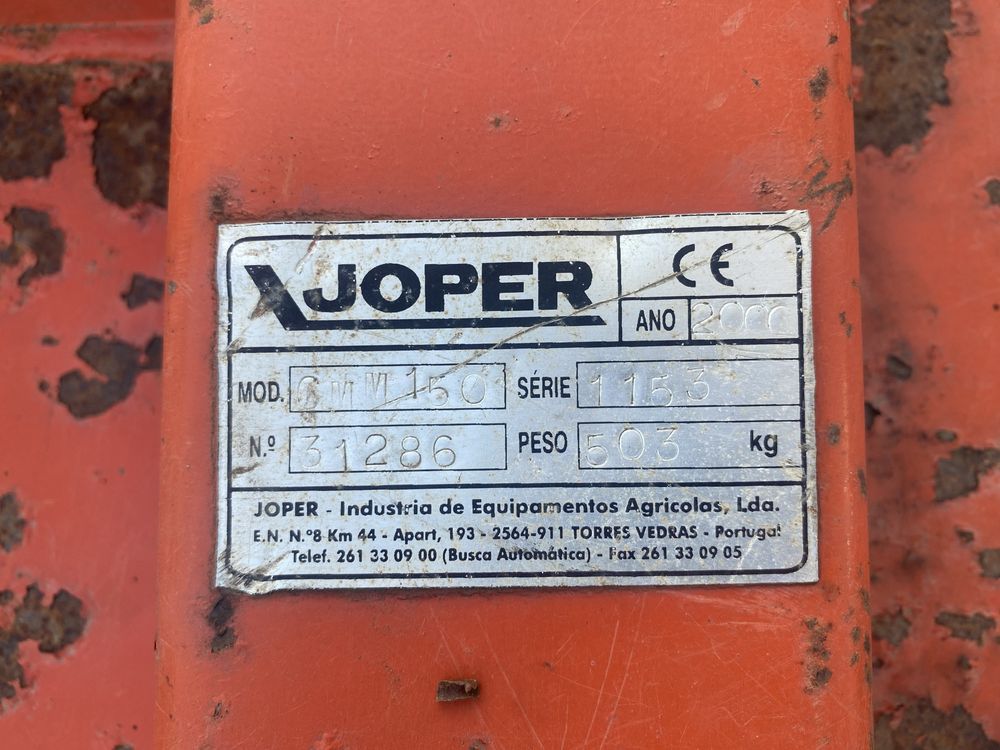 JOPER CE
ANO 2000
MOD. GMM 150 SÉRIE 1153
N.º 31286 PESO 503 kg
JOPER - Industria de Equipamentos Agricolas, Lda.
E.N. N.º8 Km 44 - Apart, 193 - 2564-911 TORRES VEDRAS - Portugal
Telef. 261 33 09 00 (Busca Automática) - Fax 261 33 09 05